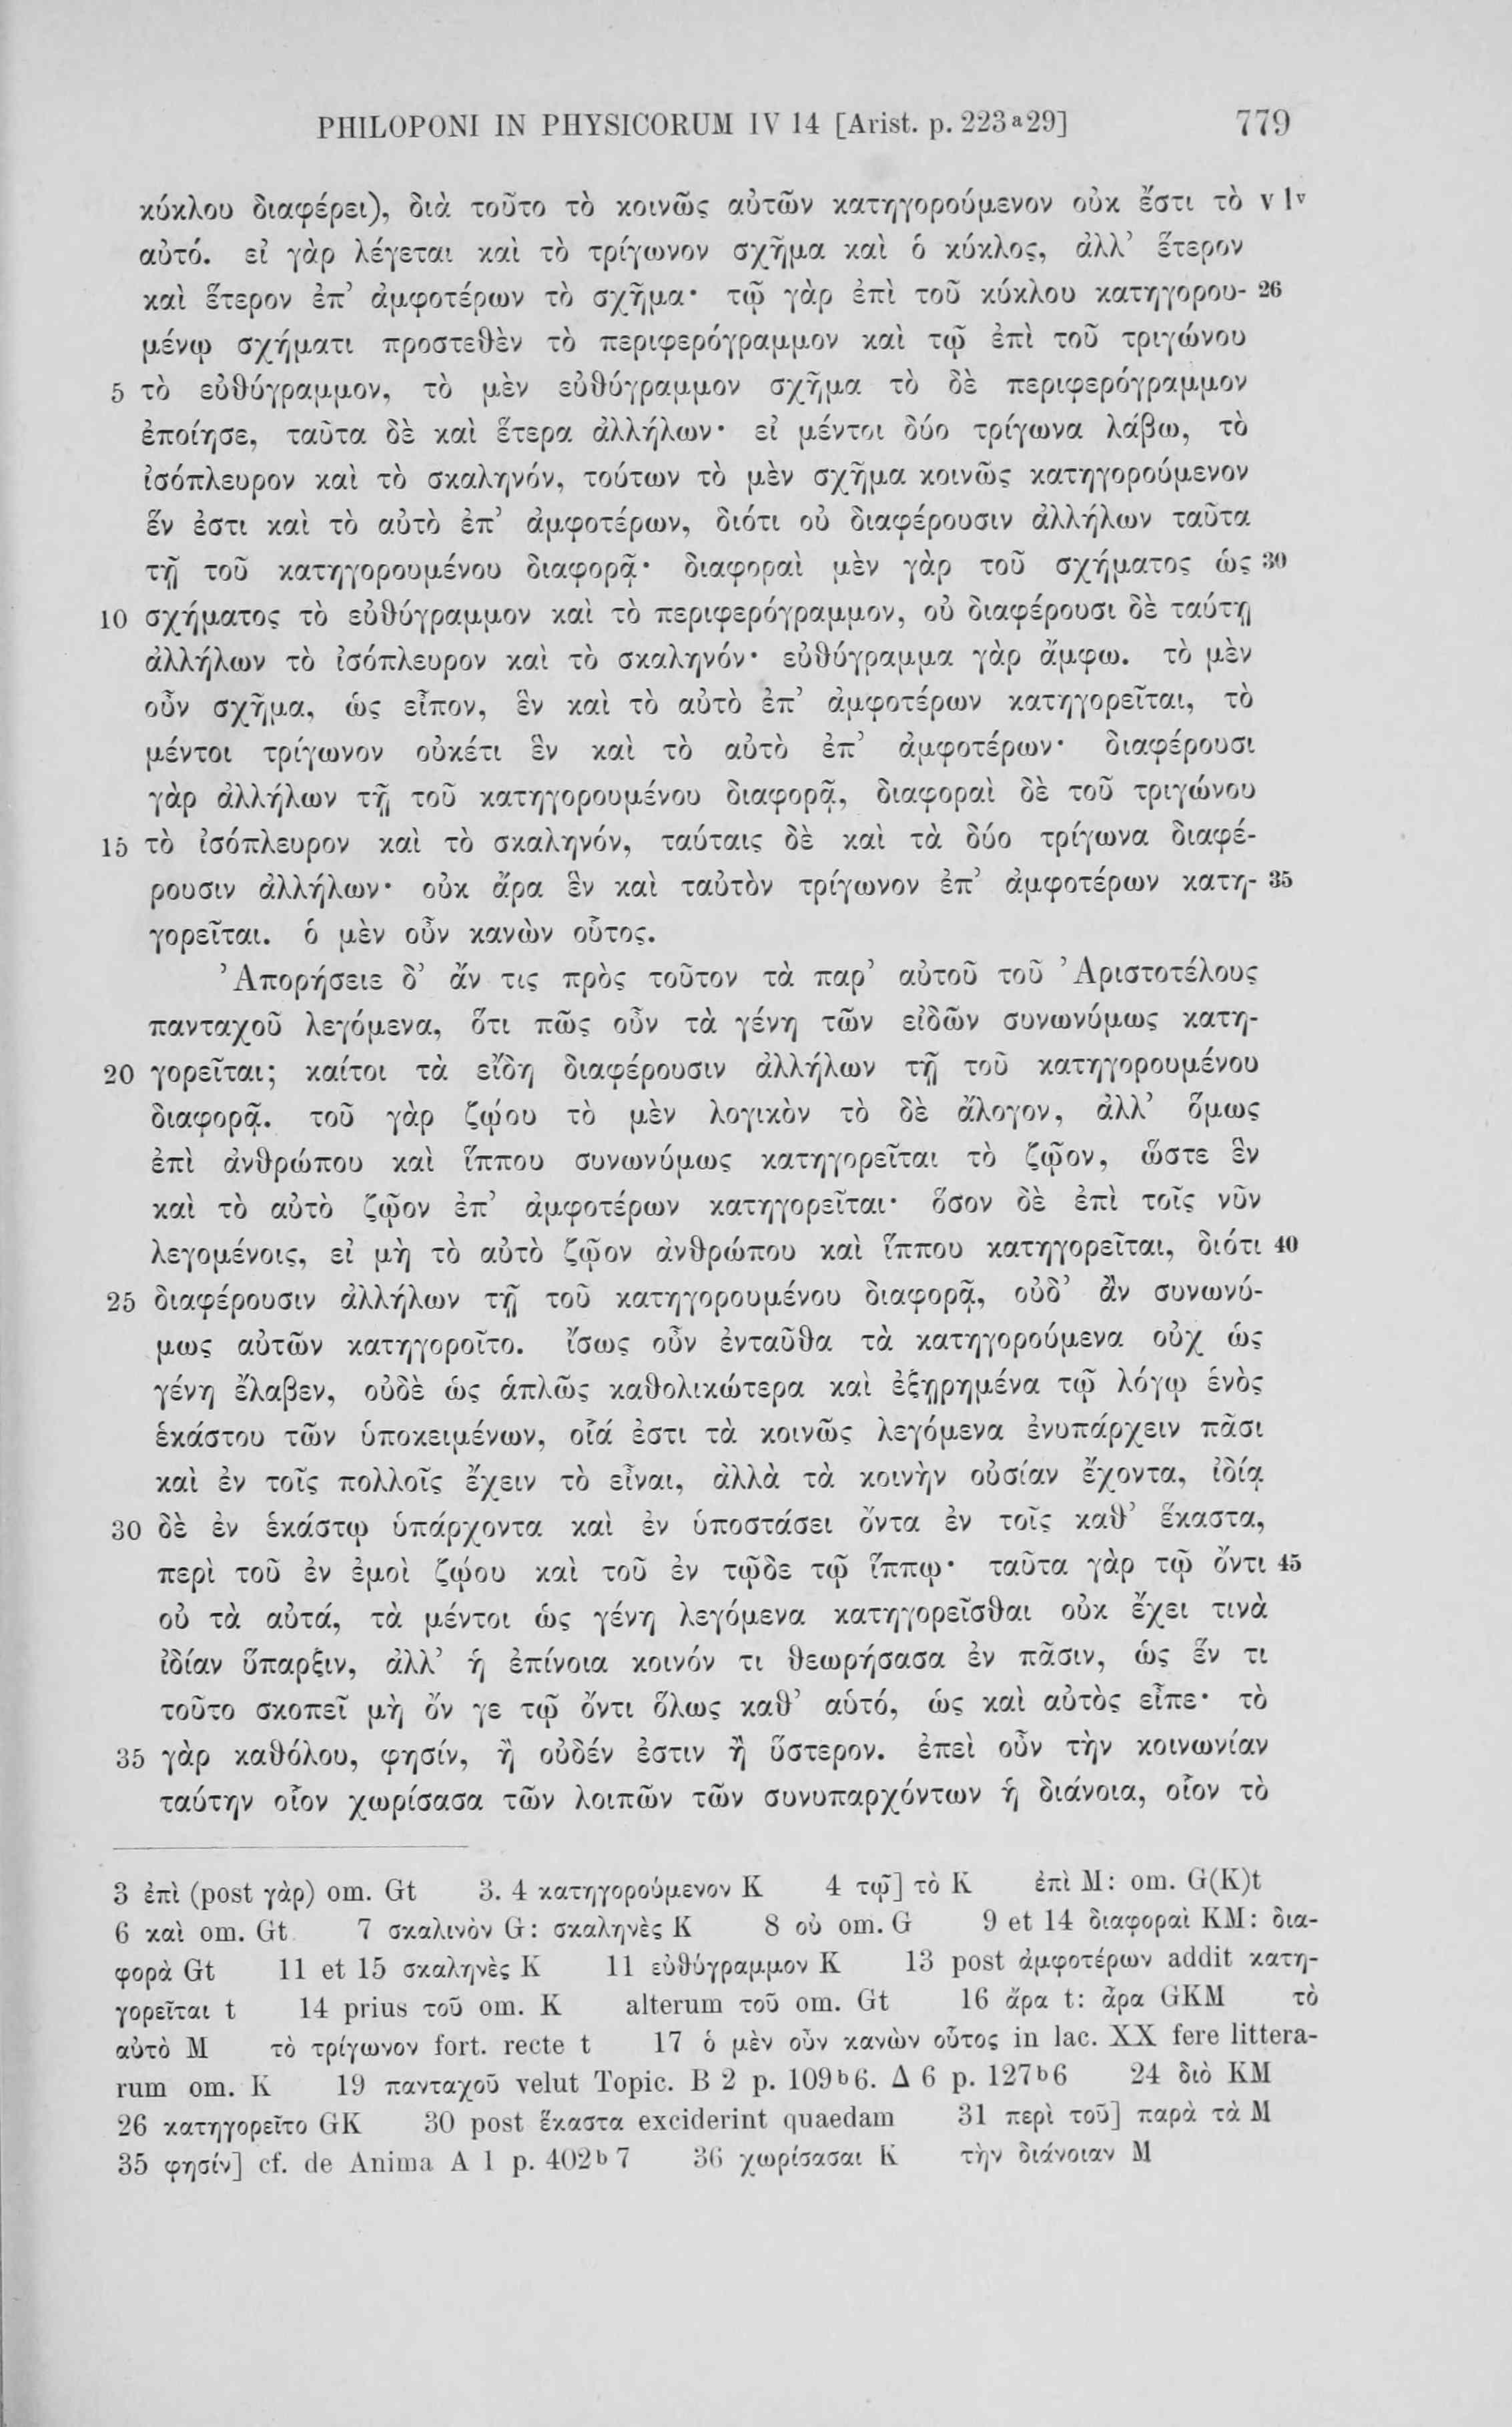 PHILOPONI IN PHYSICORUM IV 14 [Arist. p. 223ª29] 779
κύκλου διαφέρει), διὰ τοῦτο τὸ κοινῶς αὐτῶν κατηγορούμενον οὐκ ἔστι τὸ v 1ᵛ
αὐτό. εἰ γὰρ λέγεται καὶ τὸ τρίγωνον σχῆμα καὶ ὁ κύκλος, ἀλλ’ ἕτερον
καὶ ἕτερον ἐπ’ ἀμφοτέρων τὸ σχῆμα· τῷ γὰρ ἐπὶ τοῦ κύκλου κατηγορου- 26
μένῳ σχήματι προστεθὲν τὸ περιφερόγραμμον καὶ τῷ ἐπὶ τοῦ τριγώνου
5 τὸ εὐθύγραμμον, τὸ μὲν εὐθύγραμμον σχῆμα τὸ δὲ περιφερόγραμμον
ἐποίησε, ταῦτα δὲ καὶ ἕτερα ἀλλήλων· εἰ μέντοι δύο τρίγωνα λάβω, τὸ
ἰσόπλευρον καὶ τὸ σκαληνόν, τούτων τὸ μὲν σχῆμα κοινῶς κατηγορούμενον
ἕν ἐστι καὶ τὸ αὐτὸ ἐπ’ ἀμφοτέρων, διότι οὐ διαφέρουσιν ἀλλήλων ταῦτα
τῇ τοῦ κατηγορουμένου διαφορᾷ· διαφοραὶ μὲν γὰρ τοῦ σχήματος ὡς 30
10 σχήματος τὸ εὐθύγραμμον καὶ τὸ περιφερόγραμμον, οὐ διαφέρουσι δὲ ταύτῃ
ἀλλήλων τὸ ἰσόπλευρον καὶ τὸ σκαληνόν· εὐθύγραμμα γὰρ ἄμφω. τὸ μὲν
οὖν σχῆμα, ὡς εἶπον, ἓν καὶ τὸ αὐτὸ ἐπ’ ἀμφοτέρων κατηγορεῖται, τὸ
μέντοι τρίγωνον οὐκέτι ἓν καὶ τὸ αὐτὸ ἐπ’ ἀμφοτέρων· διαφέρουσι
γὰρ ἀλλήλων τῇ τοῦ κατηγορουμένου διαφορᾷ, διαφοραὶ δὲ τοῦ τριγώνου
15 τὸ ἰσόπλευρον καὶ τὸ σκαληνόν, ταύταις δὲ καὶ τὰ δύο τρίγωνα διαφέ-
ρουσιν ἀλλήλων· οὐκ ἄρα ἓν καὶ ταὐτὸν τρίγωνον ἐπ’ ἀμφοτέρων κατη- 35
γορεῖται. ὁ μὲν οὖν κανὼν οὗτος.
Ἀπορήσειε δ’ ἄν τις πρὸς τοῦτον τὰ παρ’ αὐτοῦ τοῦ Ἀριστοτέλους
πανταχοῦ λεγόμενα, ὅτι πῶς οὖν τὰ γένη τῶν εἰδῶν συνωνύμως κατη-
20 γορεῖται; καίτοι τὰ εἴδη διαφέρουσιν ἀλλήλων τῇ τοῦ κατηγορουμένου
διαφορᾷ. τοῦ γὰρ ζῴου τὸ μὲν λογικὸν τὸ δὲ ἄλογον, ἀλλ’ ὅμως
ἐπὶ ἀνθρώπου καὶ ἵππου συνωνύμως κατηγορεῖται τὸ ζῷον, ὥστε ἓν
καὶ τὸ αὐτὸ ζῷον ἐπ’ ἀμφοτέρων κατηγορεῖται· ὅσον δὲ ἐπὶ τοῖς νῦν
λεγομένοις, εἰ μὴ τὸ αὐτὸ ζῷον ἀνθρώπου καὶ ἵππου κατηγορεῖται, διότι 40
25 διαφέρουσιν ἀλλήλων τῇ τοῦ κατηγορουμένου διαφορᾷ, οὐδ’ ἂν συνωνύ-
μως αὐτῶν κατηγοροῖτο. ἴσως οὖν ἐνταῦθα τὰ κατηγορούμενα οὐχ ὡς
γένη ἔλαβεν, οὐδὲ ὡς ἁπλῶς καθολικώτερα καὶ ἐξῃρημένα τῷ λόγῳ ἑνὸς
ἑκάστου τῶν ὑποκειμένων, οἷά ἐστι τὰ κοινῶς λεγόμενα ἐνυπάρχειν πᾶσι
καὶ ἐν τοῖς πολλοῖς ἔχειν τὸ εἶναι, ἀλλὰ τὰ κοινὴν οὐσίαν ἔχοντα, ἰδίᾳ
30 δὲ ἐν ἑκάστῳ ὑπάρχοντα καὶ ἐν ὑποστάσει ὄντα ἐν τοῖς καθ’ ἕκαστα,
περὶ τοῦ ἐν ἐμοὶ ζῴου καὶ τοῦ ἐν τῷδε τῷ ἵππῳ· ταῦτα γὰρ τῷ ὄντι 45
οὐ τὰ αὐτά, τὰ μέντοι ὡς γένη λεγόμενα κατηγορεῖσθαι οὐκ ἔχει τινὰ
ἰδίαν ὕπαρξιν, ἀλλ’ ἡ ἐπίνοια κοινόν τι θεωρήσασα ἐν πᾶσιν, ὡς ἕν τι
τοῦτο σκοπεῖ μὴ ὄν γε τῷ ὄντι ὅλως καθ’ αὑτό, ὡς καὶ αὐτὸς εἶπε· τὸ
35 γὰρ καθόλου, φησίν, ἢ οὐδέν ἐστιν ἢ ὕστερον. ἐπεὶ οὖν τὴν κοινωνίαν
ταύτην οἷον χωρίσασα τῶν λοιπῶν τῶν συνυπαρχόντων ἡ διάνοια, οἷον τὸ
3 ἐπὶ (post γὰρ) om. Gt 3. 4 κατηγορούμενον K 4 τῷ] τὸ K ἐπὶ M: om. G(K)t
6 καὶ om. Gt 7 σκαλινὸν G: σκαληνὲς K 8 οὐ om. G 9 et 14 διαφοραὶ KM: δια-
φορὰ Gt 11 et 15 σκαληνὲς K 11 εὐθύγραμμον K 13 post ἀμφοτέρων addit κατη-
γορεῖται t 14 prius τοῦ om. K alterum τοῦ om. Gt 16 ἄρα t: ἆρα GKM τὸ
αὐτὸ M τὸ τρίγωνον fort. recte t 17 ὁ μὲν οὖν κανὼν οὗτος in lac. XX fere littera-
rum om. K 19 πανταχοῦ velut Topic. B 2 p. 109ᵇ6. Δ 6 p. 127ᵇ6 24 διὸ KM
26 κατηγορεῖτο GK 30 post ἕκαστα exciderint quaedam 31 περὶ τοῦ] παρὰ τὰ M
35 φησίν] cf. de Anima A 1 p. 402ᵇ7 36 χωρίσασαι K τὴν διάνοιαν M